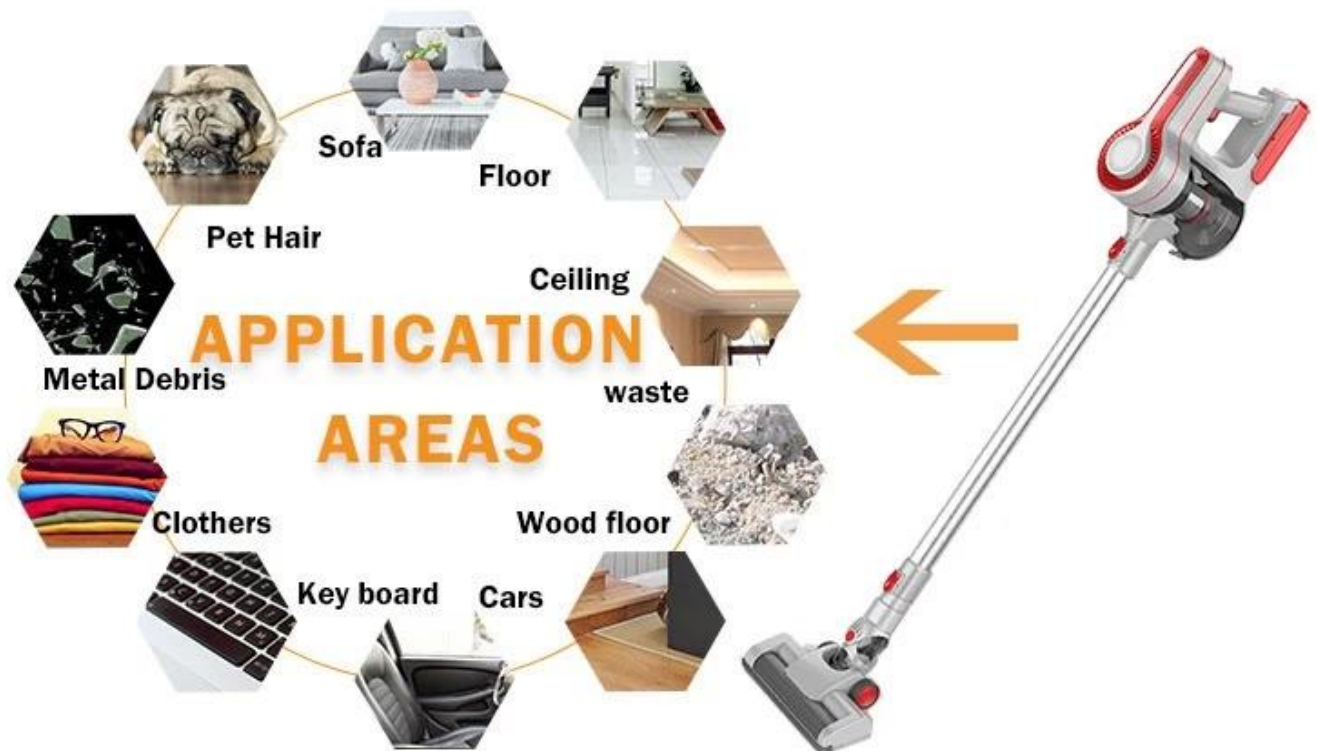 Sofa
Floor
Pet Hair
Ceiling
APPLICATION
Metal Debris
waste
AREAS
Clothers
Wood floor
Key board
Cars